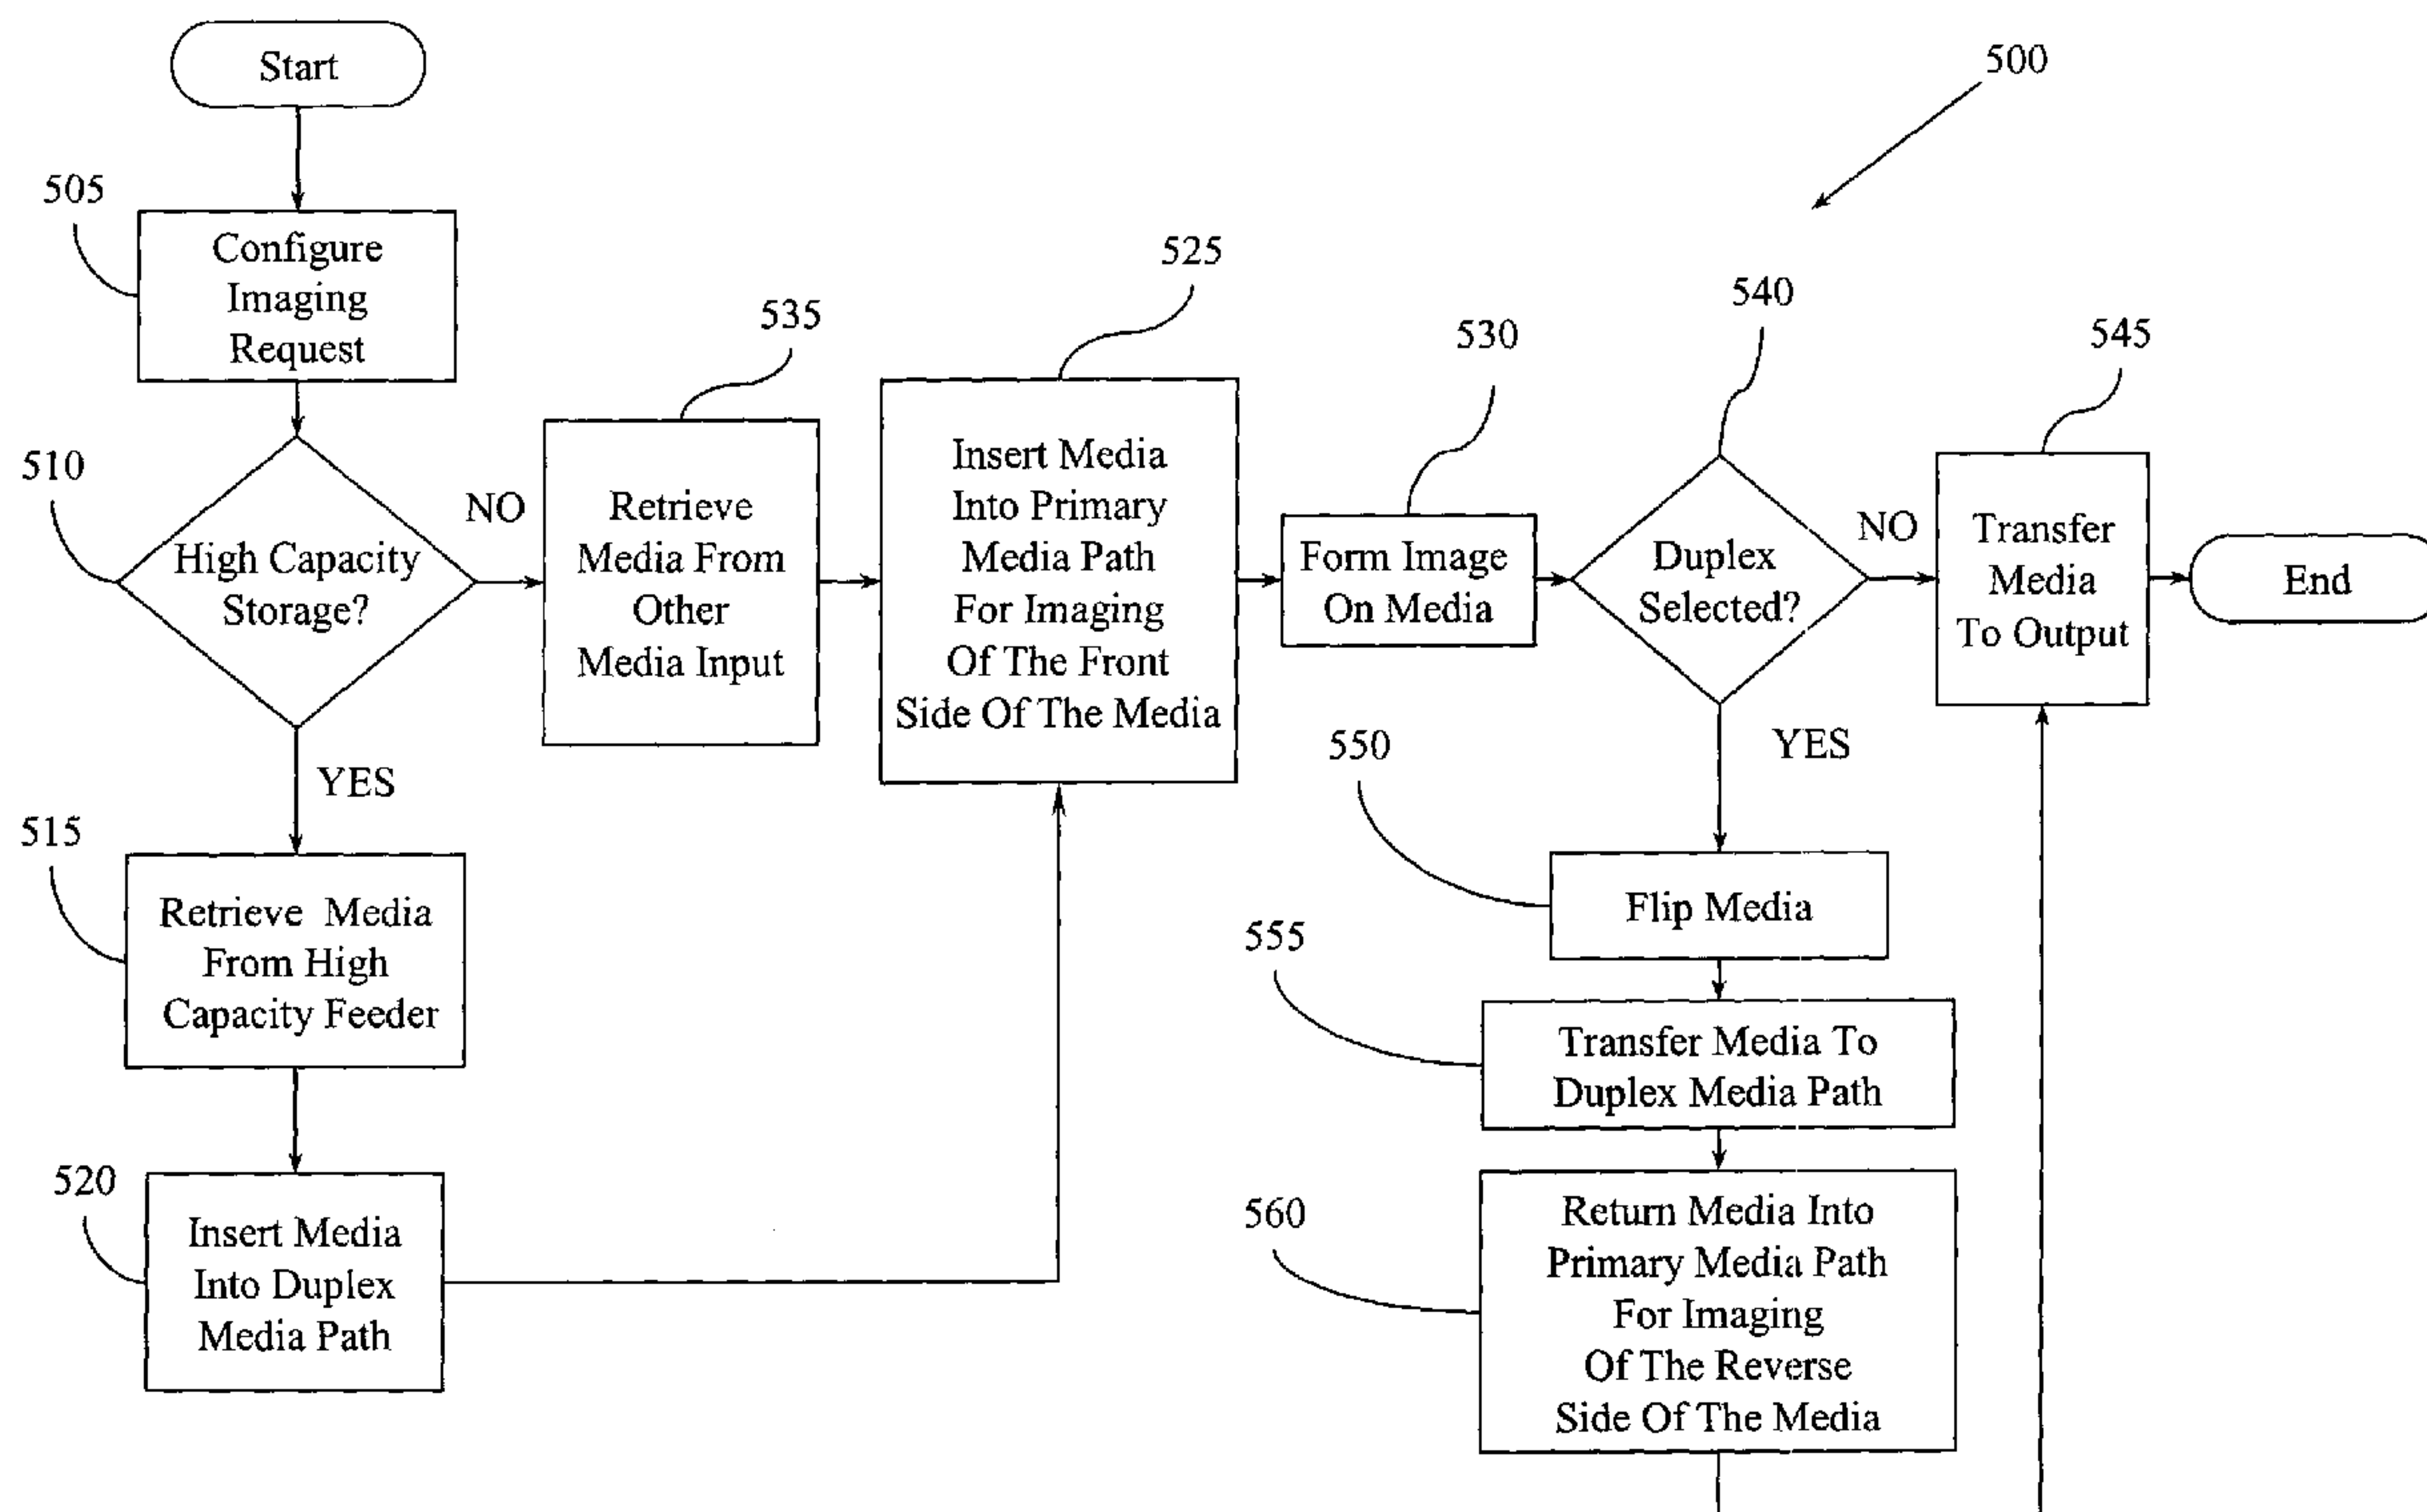 Start
500
505
Configure
Imaging
Request
510
High Capacity
Storage?
NO
YES
535
Retrieve
Media From
Other
Media Input
525
Insert Media
Into Primary
Media Path
For Imaging
Of The Front
Side Of The Media
530
Form Image
On Media
540
Duplex
Selected?
NO
YES
545
Transfer
Media
To Output
End
515
Retrieve Media
From High
Capacity Feeder
520
Insert Media
Into Duplex
Media Path
550
Flip Media
555
Transfer Media To
Duplex Media Path
560
Return Media Into
Primary Media Path
For Imaging
Of The Reverse
Side Of The Media